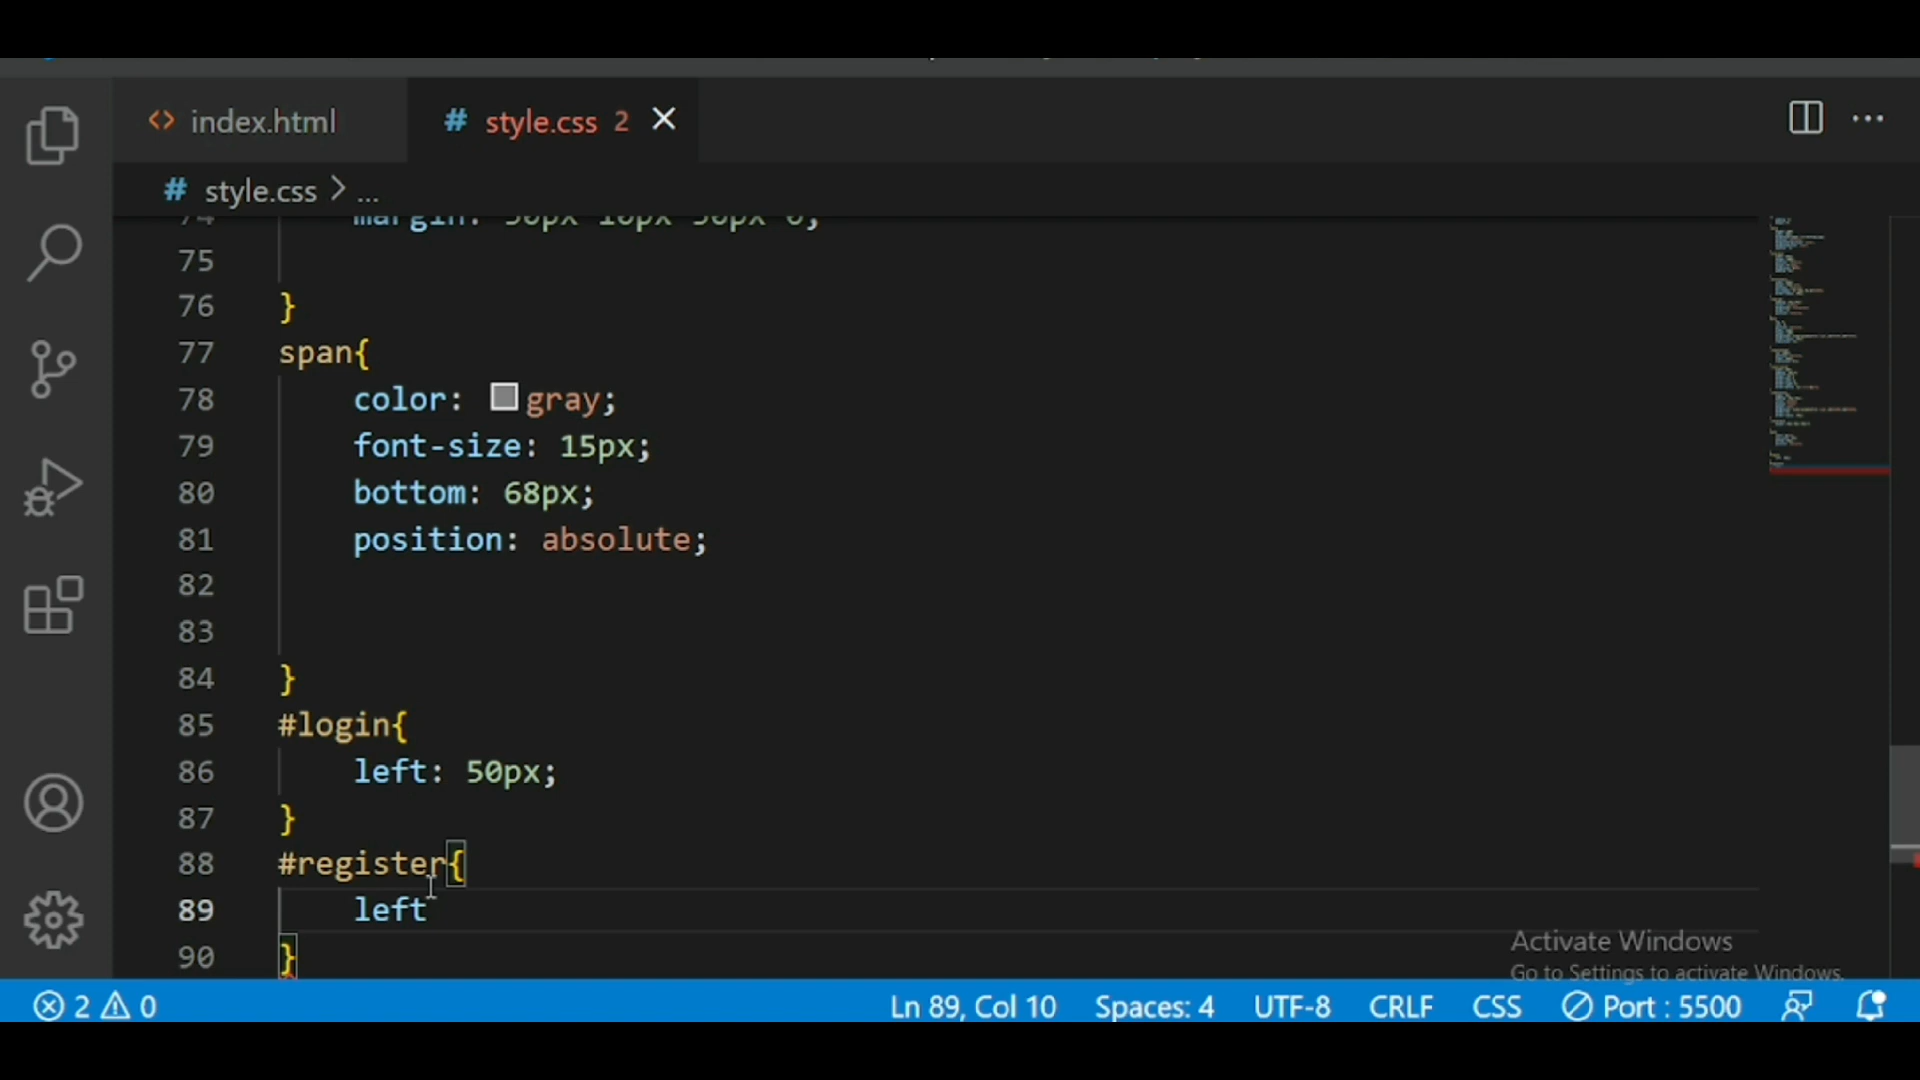 index.html
# style.css 2
# style.css > ...
75
76 }
77 span{
78 color: gray;
79 font-size: 15px;
80 bottom: 68px;
81 position: absolute;
82
83
84 }
85 #login{
86 left: 50px;
87 }
88 #register{
89 left
90 }
Activate Windows
Go to Settings to activate Windows.
2 0 Ln 89, Col 10 Spaces: 4 UTF-8 CRLF CSS Port : 5500